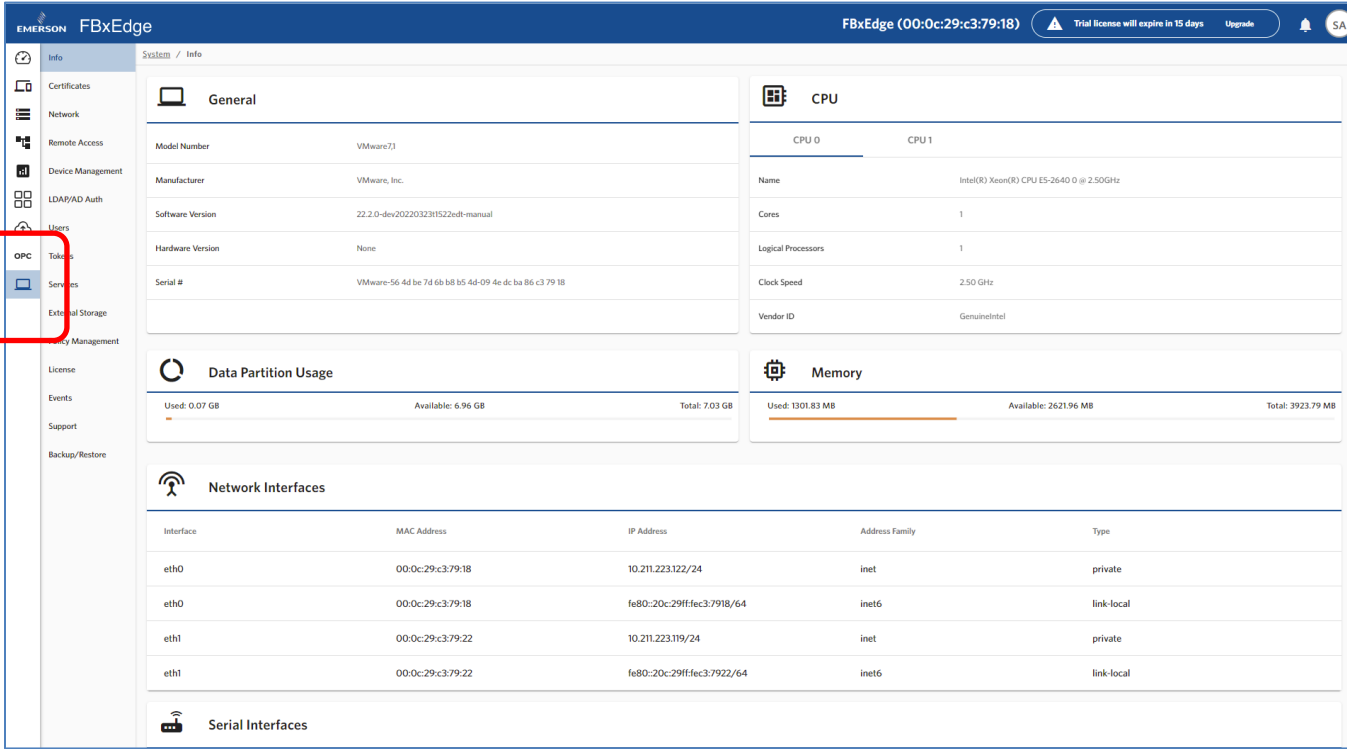 EMERSON FBxEdge
FBxEdge (00:0c:29:c3:79:18)
Trial license will expire in 15 days Upgrade
SA
Info
Certificates
Network
Remote Access
Device Management
LDAP/AD Auth
Users
OPC
Tokens
Services
External Storage
Policy Management
License
Events
Support
Backup/Restore
System / Info
General
Model Number VMware7,1
Manufacturer VMware, Inc.
Software Version 22.2.0-dev20220323t1522edt-manual
Hardware Version None
Serial # VMware-56 4d be 7d 6b b8 b5 4d-09 4e dc ba 86 c3 79 18
CPU
CPU 0 CPU 1
Name Intel(R) Xeon(R) CPU E5-2640 0 @ 2.50GHz
Cores 1
Logical Processors 1
Clock Speed 2.50 GHz
Vendor ID GenuineIntel
Data Partition Usage
Used: 0.07 GB Available: 6.96 GB Total: 7.03 GB
Memory
Used: 1301.83 MB Available: 2621.96 MB Total: 3923.79 MB
Network Interfaces
Interface MAC Address IP Address Address Family Type
eth0 00:0c:29:c3:79:18 10.211.223.122/24 inet private
eth0 00:0c:29:c3:79:18 fe80::20c:29ff:fec3:7918/64 inet6 link-local
eth1 00:0c:29:c3:79:22 10.211.223.119/24 inet private
eth1 00:0c:29:c3:79:22 fe80::20c:29ff:fec3:7922/64 inet6 link-local
Serial Interfaces